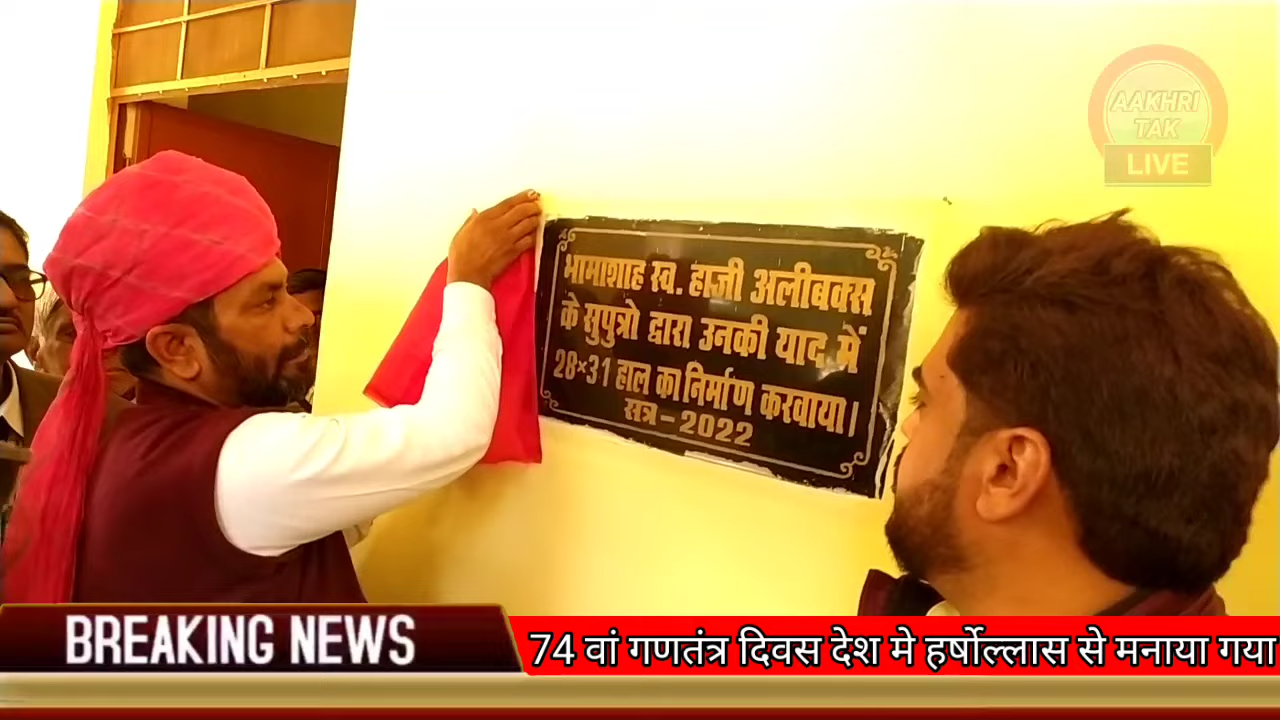 AAKHRI
TAK
LIVE
भामाशाह स्व. हाजी अलीबक्स
के सुपुत्रो द्वारा उनकी याद में
28×31 हाल का निर्माण करवाया।
सत्र-2022
BREAKING NEWS
74 वां गणतंत्र दिवस देश मे हर्षोल्लास से मनाया गया